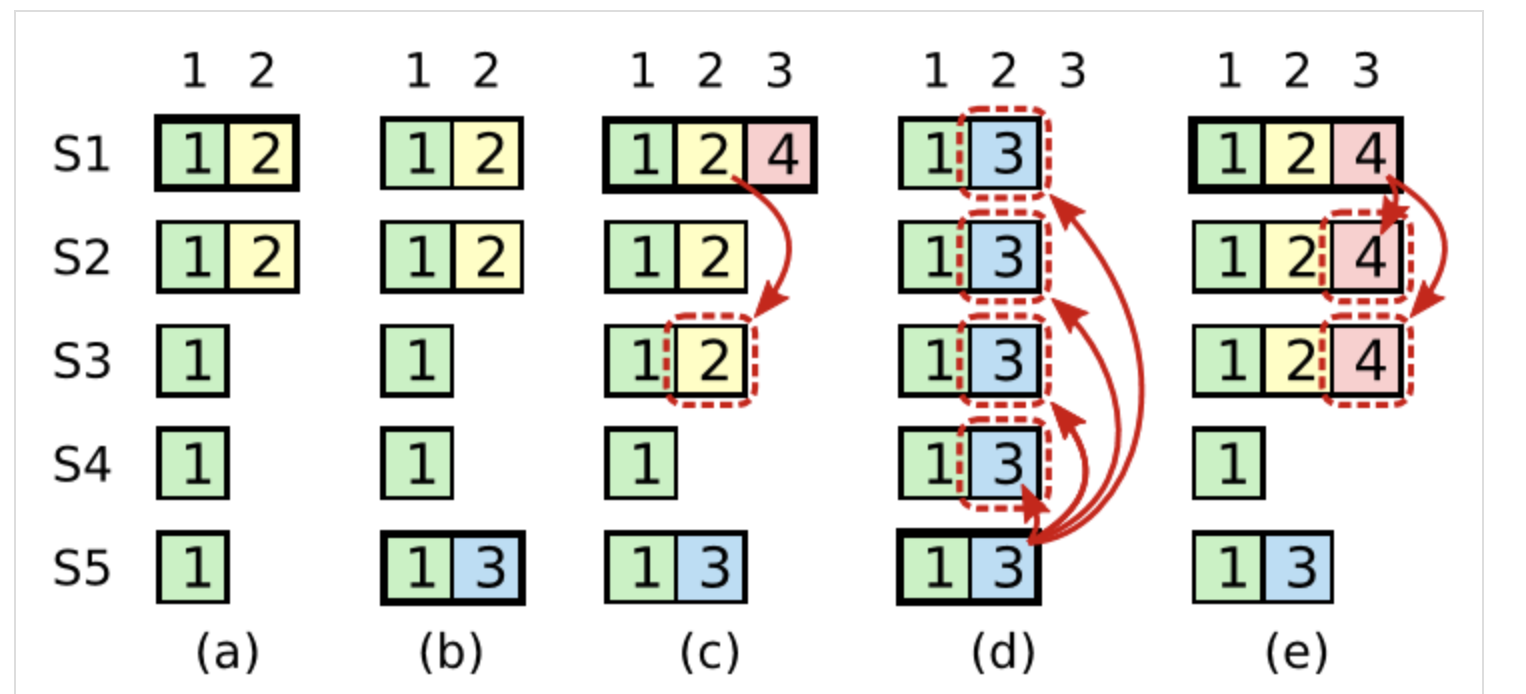 1 2 1 2 1 2 3 1 2 3 1 2 3
S1 1 2 1 2 1 2 4 1 3 1 2 4
S2 1 2 1 2 1 2 1 3 1 2 4
S3 1 1 1 2 1 3 1 2 4
S4 1 1 1 1 3 1
S5 1 1 3 1 3 1 3 1 3
(a) (b) (c) (d) (e)